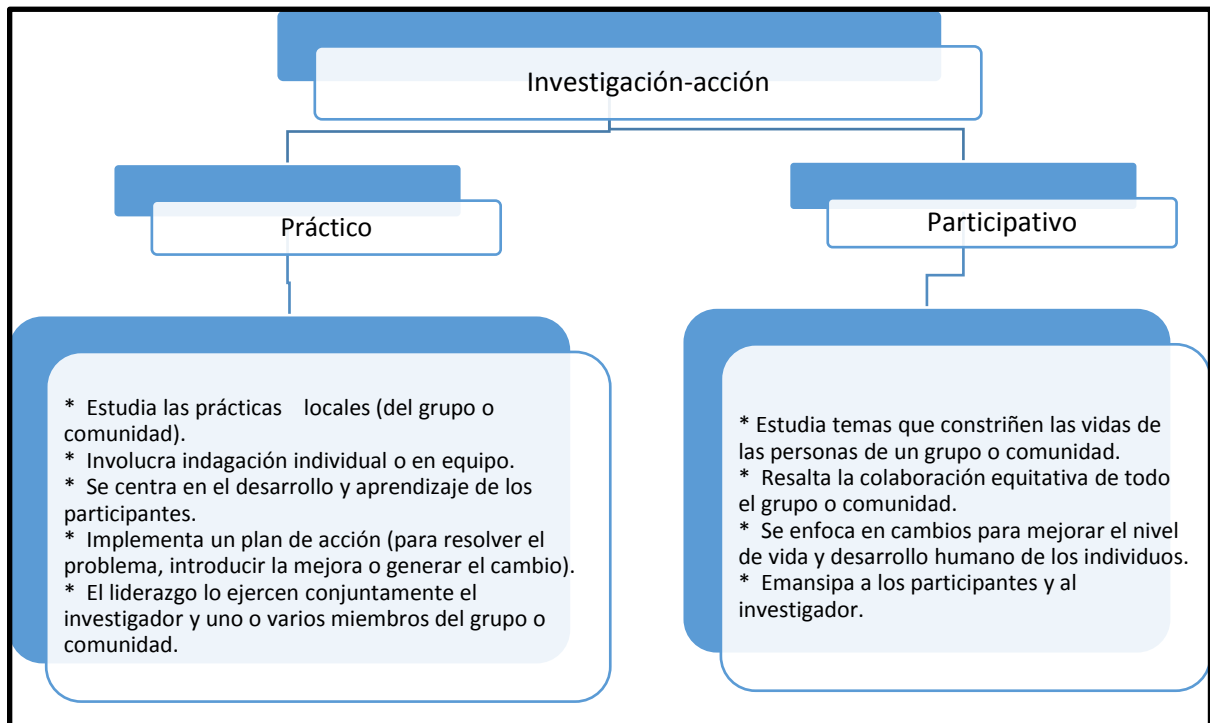 Investigación-acción
Práctico
Participativo
* Estudia las prácticas locales (del grupo o
comunidad).
* Involucra indagación individual o en equipo.
* Se centra en el desarrollo y aprendizaje de los
participantes.
* Implementa un plan de acción (para resolver el
problema, introducir la mejora o generar el cambio).
* El liderazgo lo ejercen conjuntamente el
investigador y uno o varios miembros del grupo o
comunidad.
* Estudia temas que constriñen las vidas de
las personas de un grupo o comunidad.
* Resalta la colaboración equitativa de todo
el grupo o comunidad.
* Se enfoca en cambios para mejorar el nivel
de vida y desarrollo humano de los individuos.
* Emansipa a los participantes y al
investigador.